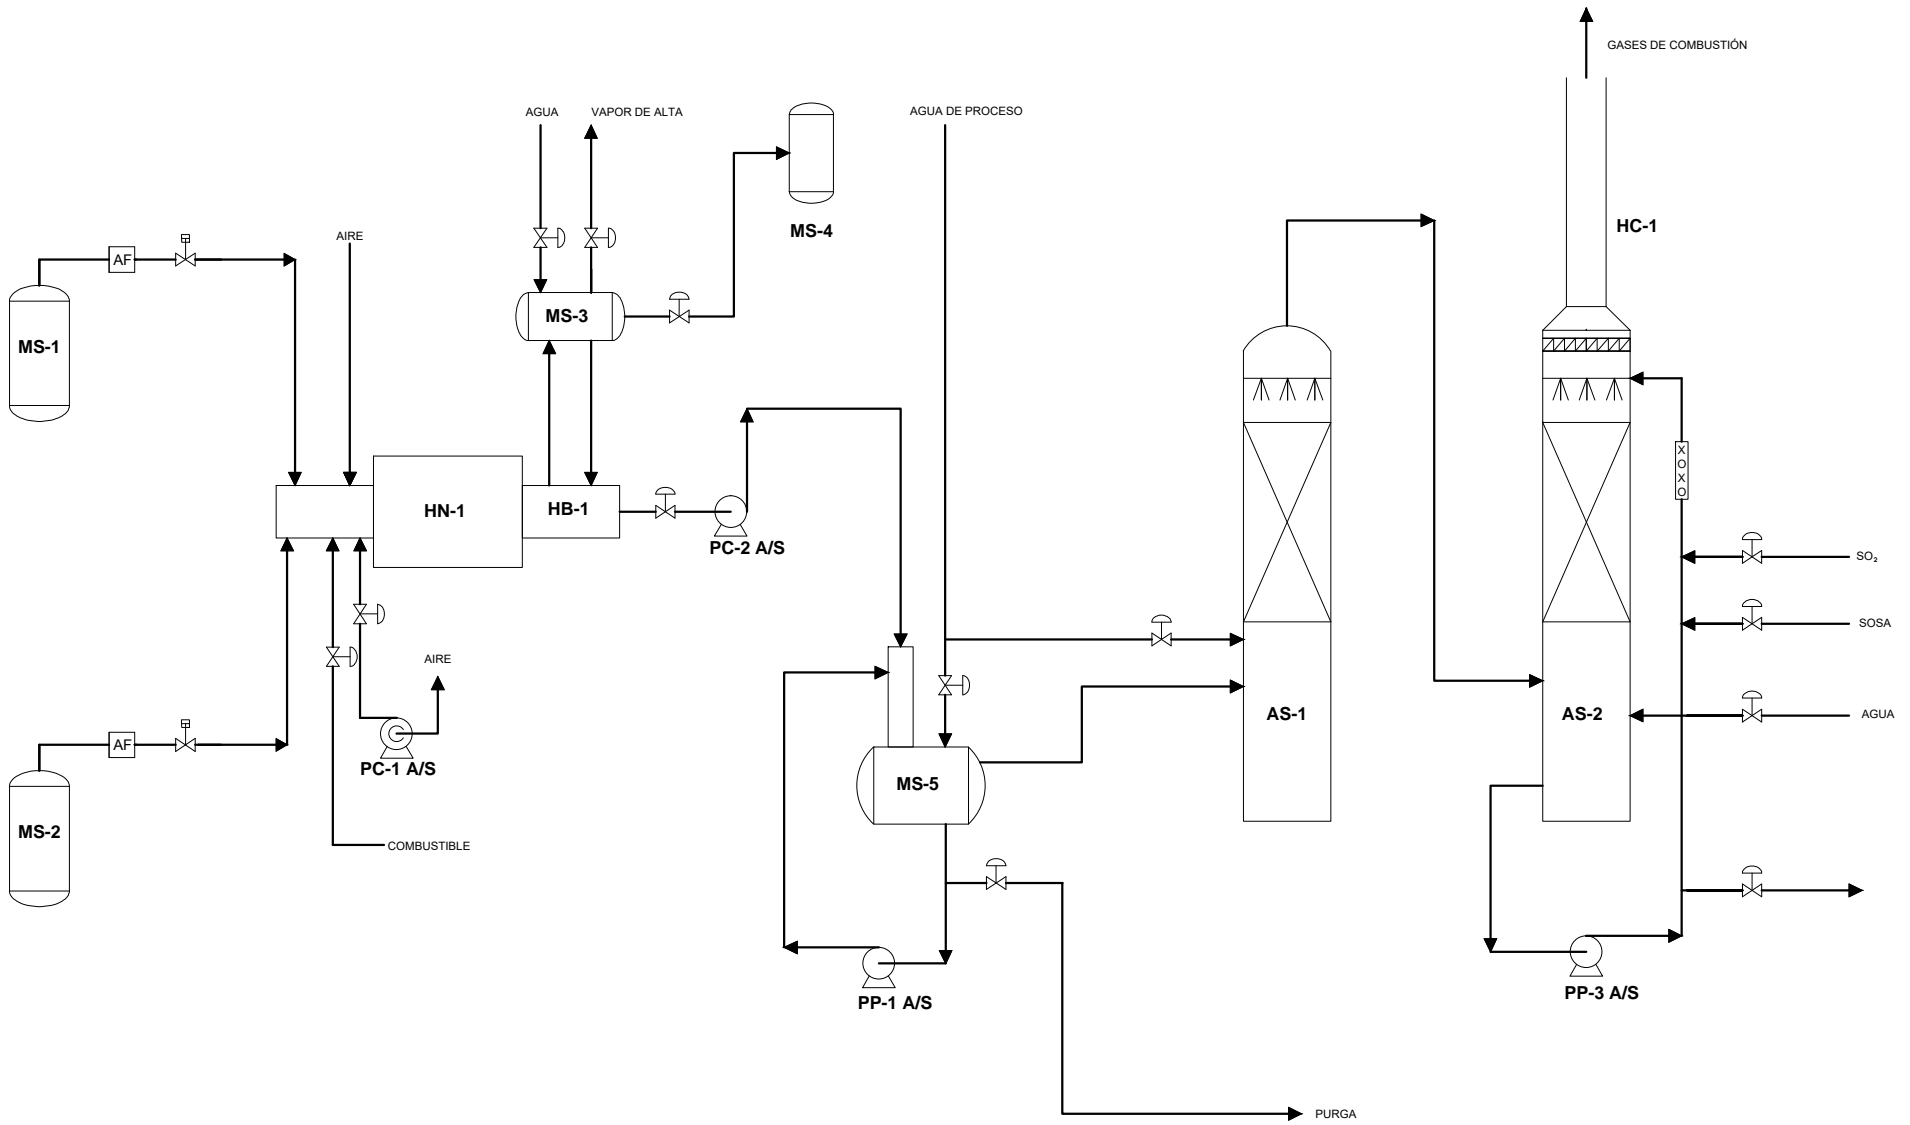 GASES DE COMBUSTIÓN
AGUA
VAPOR DE ALTA
AGUA DE PROCESO
MS-4
HC-1
AIRE
AF
MS-3
MS-1
HN-1
HB-1
PC-2 A/S
X
O
X
O
SO₂
SOSA
AIRE
AF
PC-1 A/S
MS-2
COMBUSTIBLE
MS-5
AS-1
AS-2
AGUA
PP-1 A/S
PP-3 A/S
PURGA